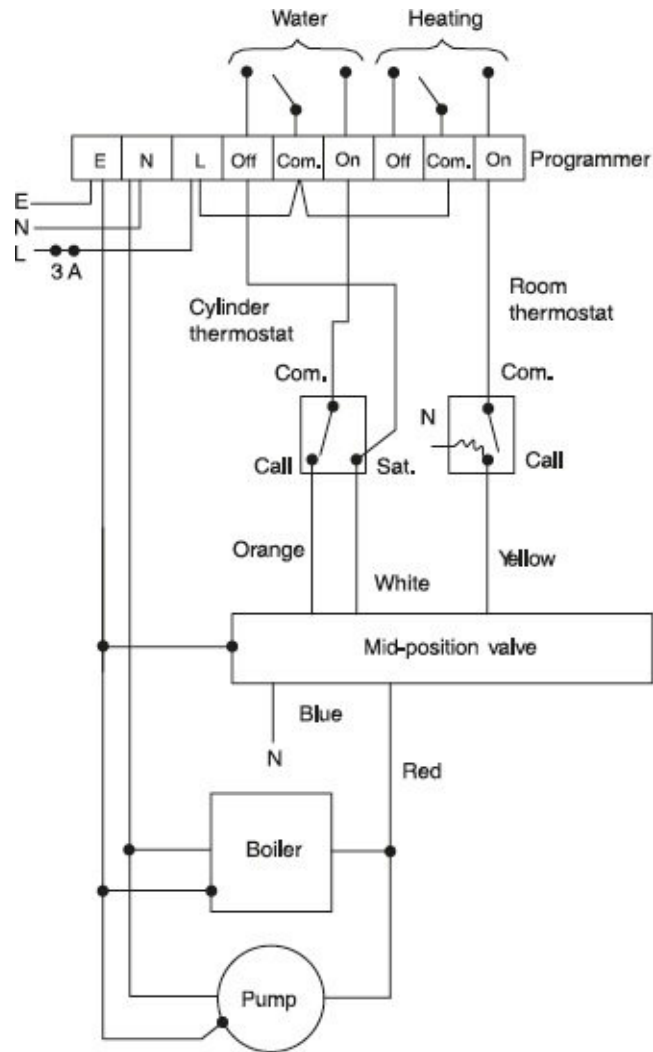 Water
Heating
E N L Off Com. On Off Com. On Programmer
E
N
L
3 A
Cylinder
thermostat
Room
thermostat
Com.
Com.
N
Call
Sat.
Call
Orange
White
Yellow
Mid-position valve
Blue
N
Red
Boiler
Pump